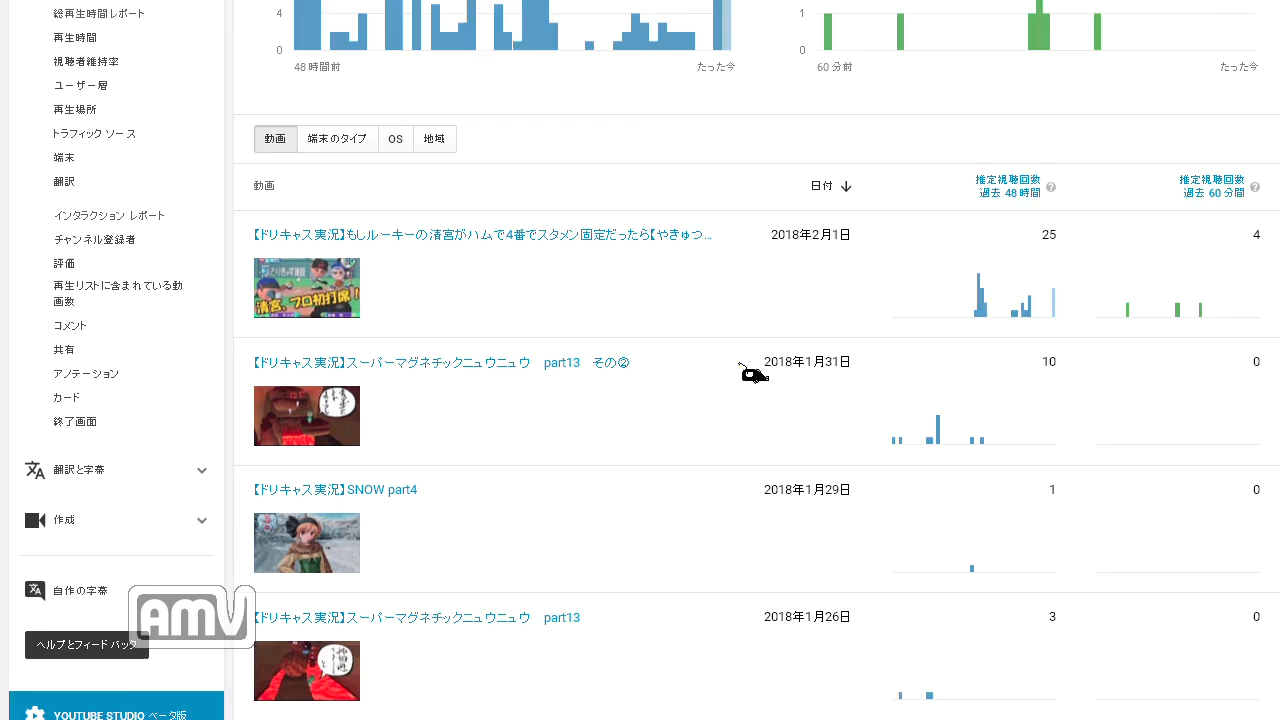 総再生時間レポート
再生時間
視聴者維持率
ユーザー層
再生場所
トラフィック ソース
端末
翻訳
インタラクション レポート
チャンネル登録者
評価
再生リストに含まれている動
画数
コメント
共有
アノテーション
カード
終了画面
翻訳と字幕
作成
自作の字幕
ヘルプとフィードバック
YOUTUBE STUDIO ベータ版
4
0
48 時間前
たった今
1
0
60 分前
たった今
動画
端末のタイプ
OS
地域
動画
日付
推定視聴回数
過去 48 時間
?
推定視聴回数
過去 60 分間
?
【ドリキャス実況】もしルーキーの清宮がハムで4番でスタメン固定だったら【やきゅつ...
2018年2月1日
25
4
清宮、プロ初打席!
【ドリキャス実況】スーパーマグネチックニュウニュウ　part13　その②
2018年1月31日
10
0
【ドリキャス実況】SNOW part4
2018年1月29日
1
0
【ドリキャス実況】スーパーマグネチックニュウニュウ　part13
2018年1月26日
3
0
AMV